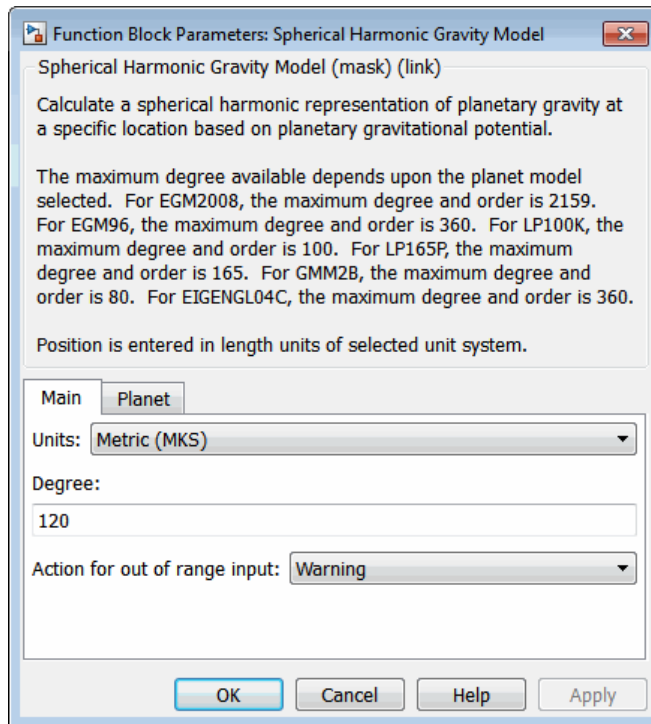 Function Block Parameters: Spherical Harmonic Gravity Model
Spherical Harmonic Gravity Model (mask) (link)
Calculate a spherical harmonic representation of planetary gravity at
a specific location based on planetary gravitational potential.
The maximum degree available depends upon the planet model
selected. For EGM2008, the maximum degree and order is 2159.
For EGM96, the maximum degree and order is 360. For LP100K, the
maximum degree and order is 100. For LP165P, the maximum
degree and order is 165. For GMM2B, the maximum degree and
order is 80. For EIGENGL04C, the maximum degree and order is 360.
Position is entered in length units of selected unit system.
Main Planet
Units: Metric (MKS)
Degree:
120
Action for out of range input: Warning
OK Cancel Help Apply